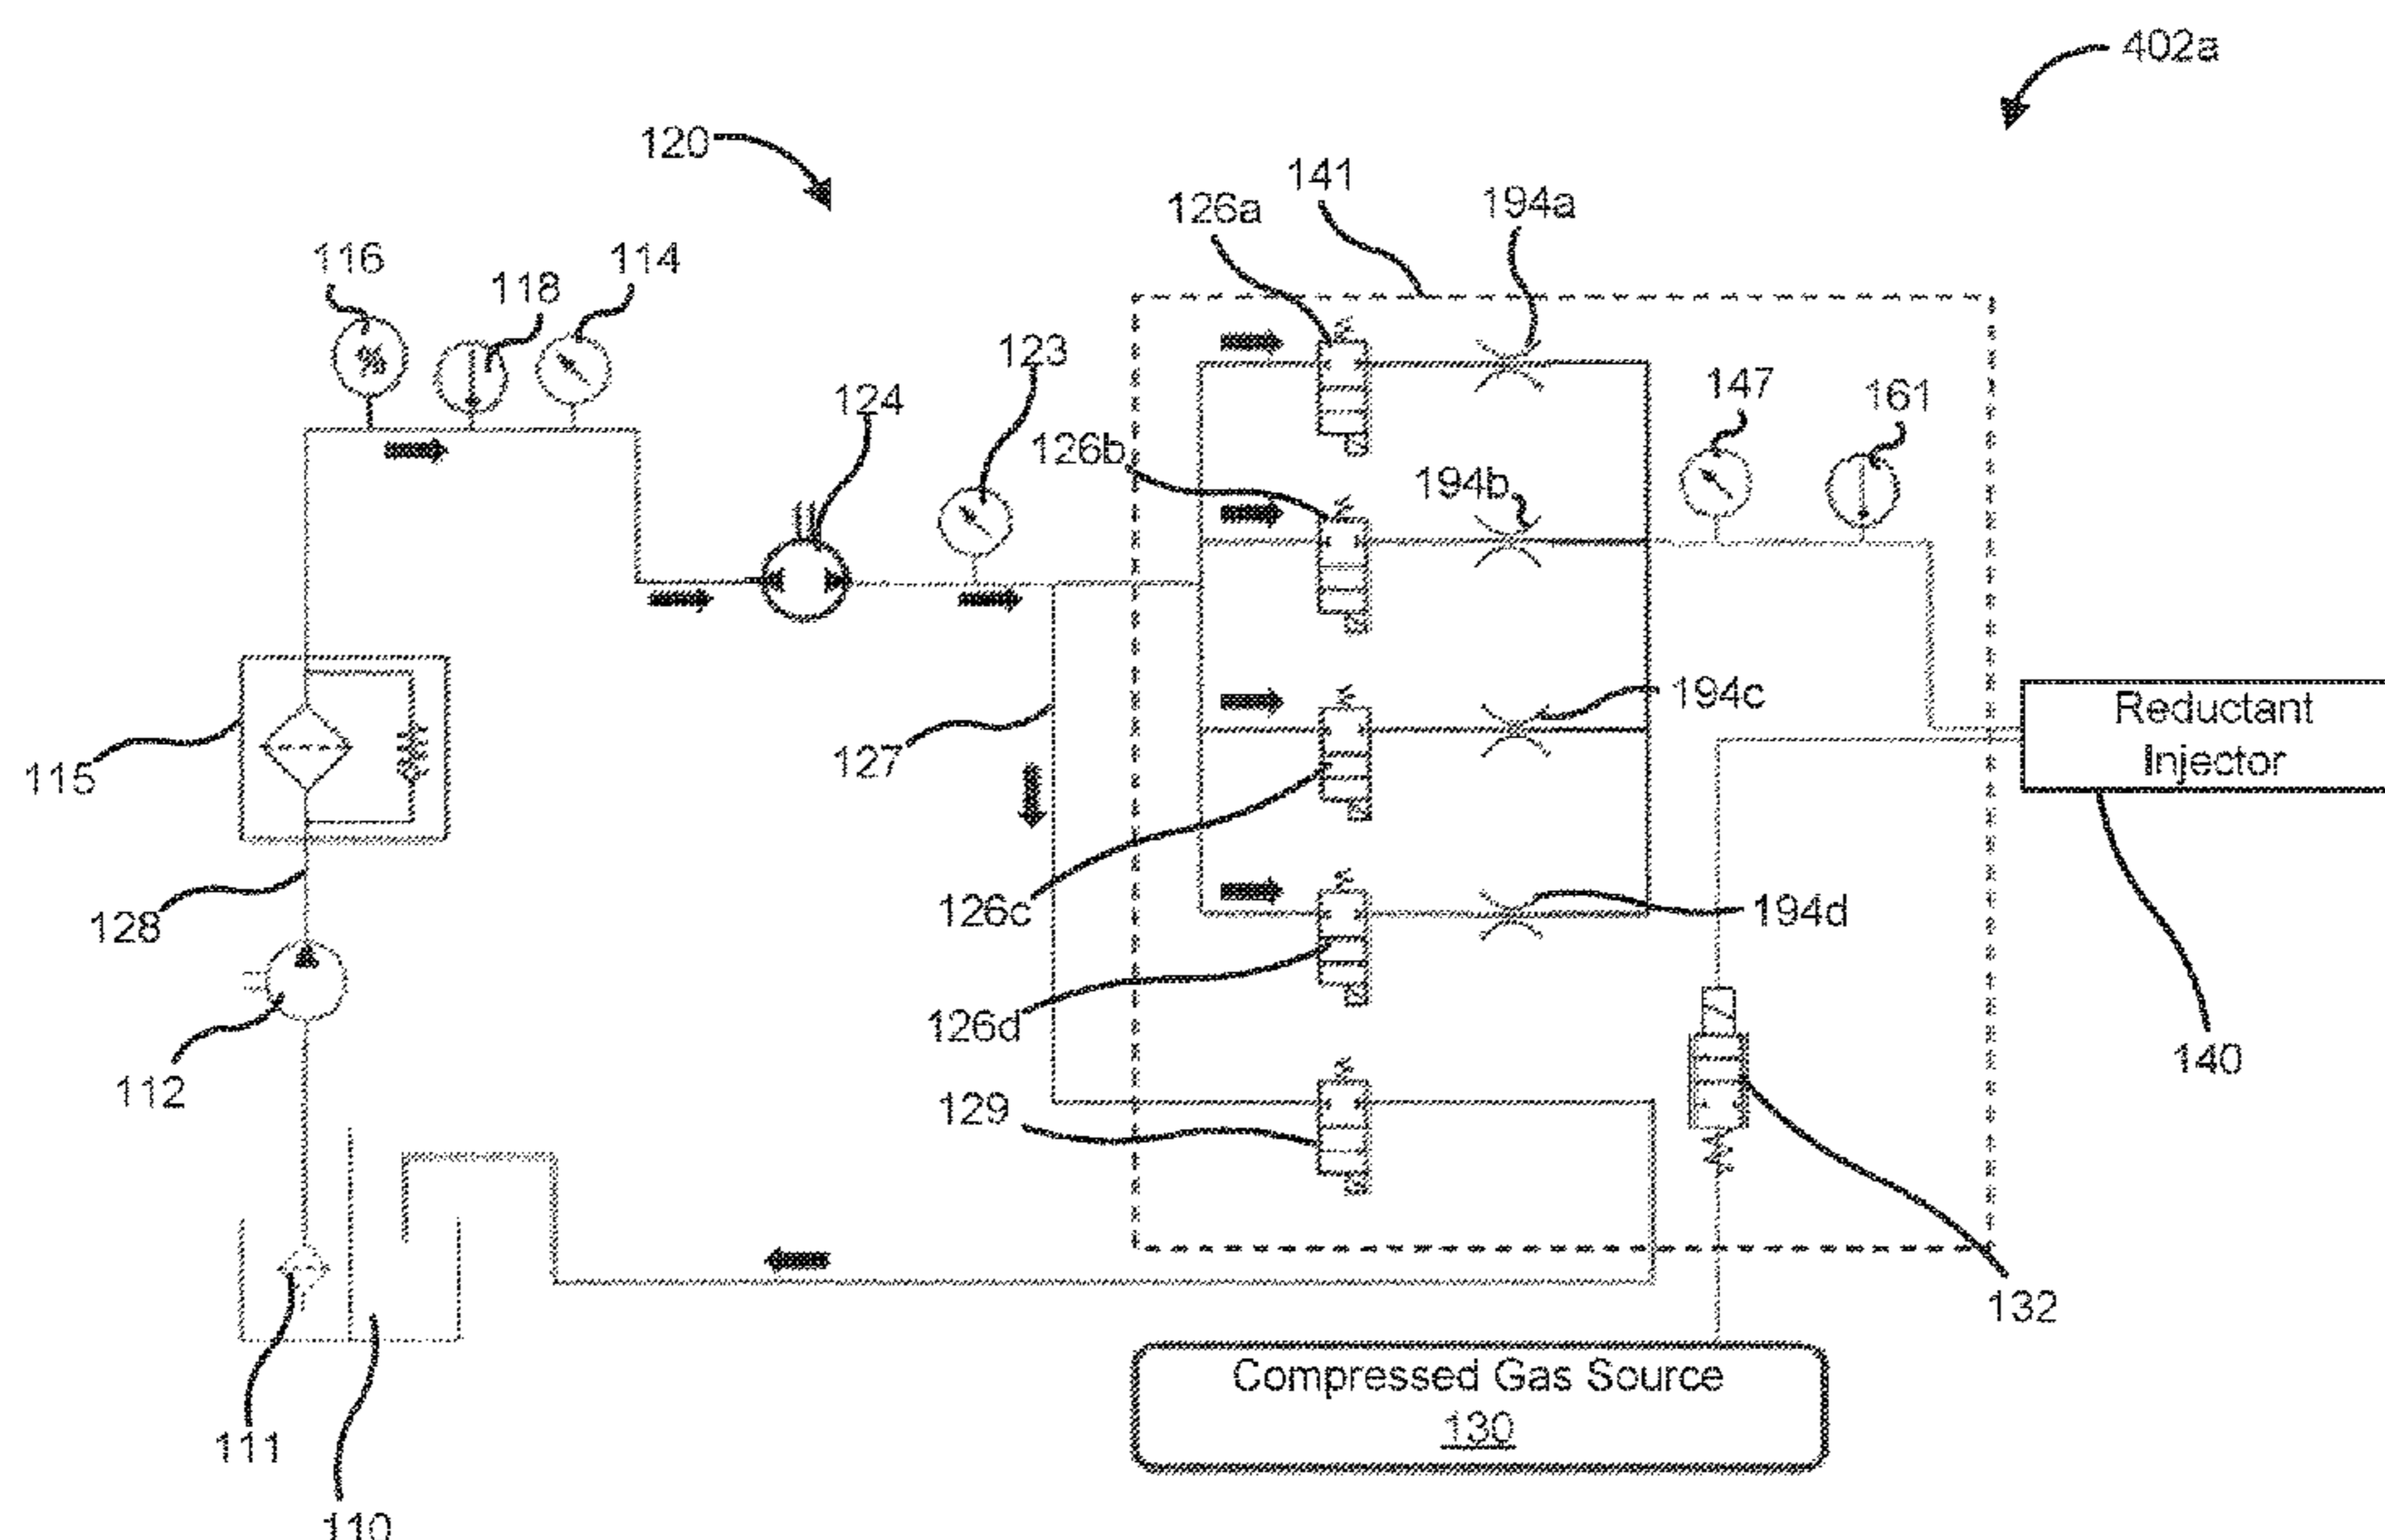 402a
120
141
126a
194a
116
118
114
123
124
147
161
126b
194b
194c
Reductant
Injector
115
127
128
126c
194d
126d
112
129
140
132
111
110
Compressed Gas Source
130
%